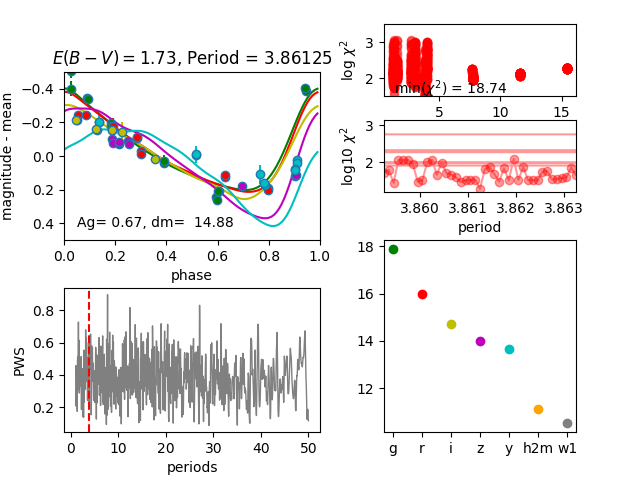 E(B − V) = 1.73, Period = 3.86125
magnitude - mean
−0.4
−0.2
0.0
0.2
0.4
Ag= 0.67, dm= 14.88
0.0 0.2 0.4 0.6 0.8 1.0
phase
log χ²
3
2
min(χ²) = 18.74
5 10 15
log10 χ²
3
2
3.860 3.861 3.862 3.863
period
PWS
0.8
0.6
0.4
0.2
0 10 20 30 40 50
periods
18
16
14
12
g r i z y h2m w1